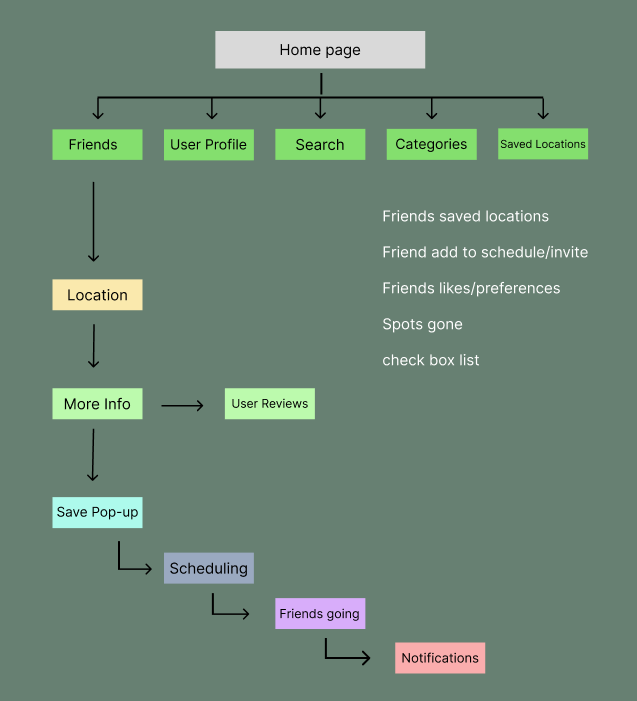 Home page
Friends
User Profile
Search
Categories
Saved Locations
Friends saved locations
Friend add to schedule/invite
Friends likes/preferences
Spots gone
check box list
Location
More Info
User Reviews
Save Pop-up
Scheduling
Friends going
Notifications